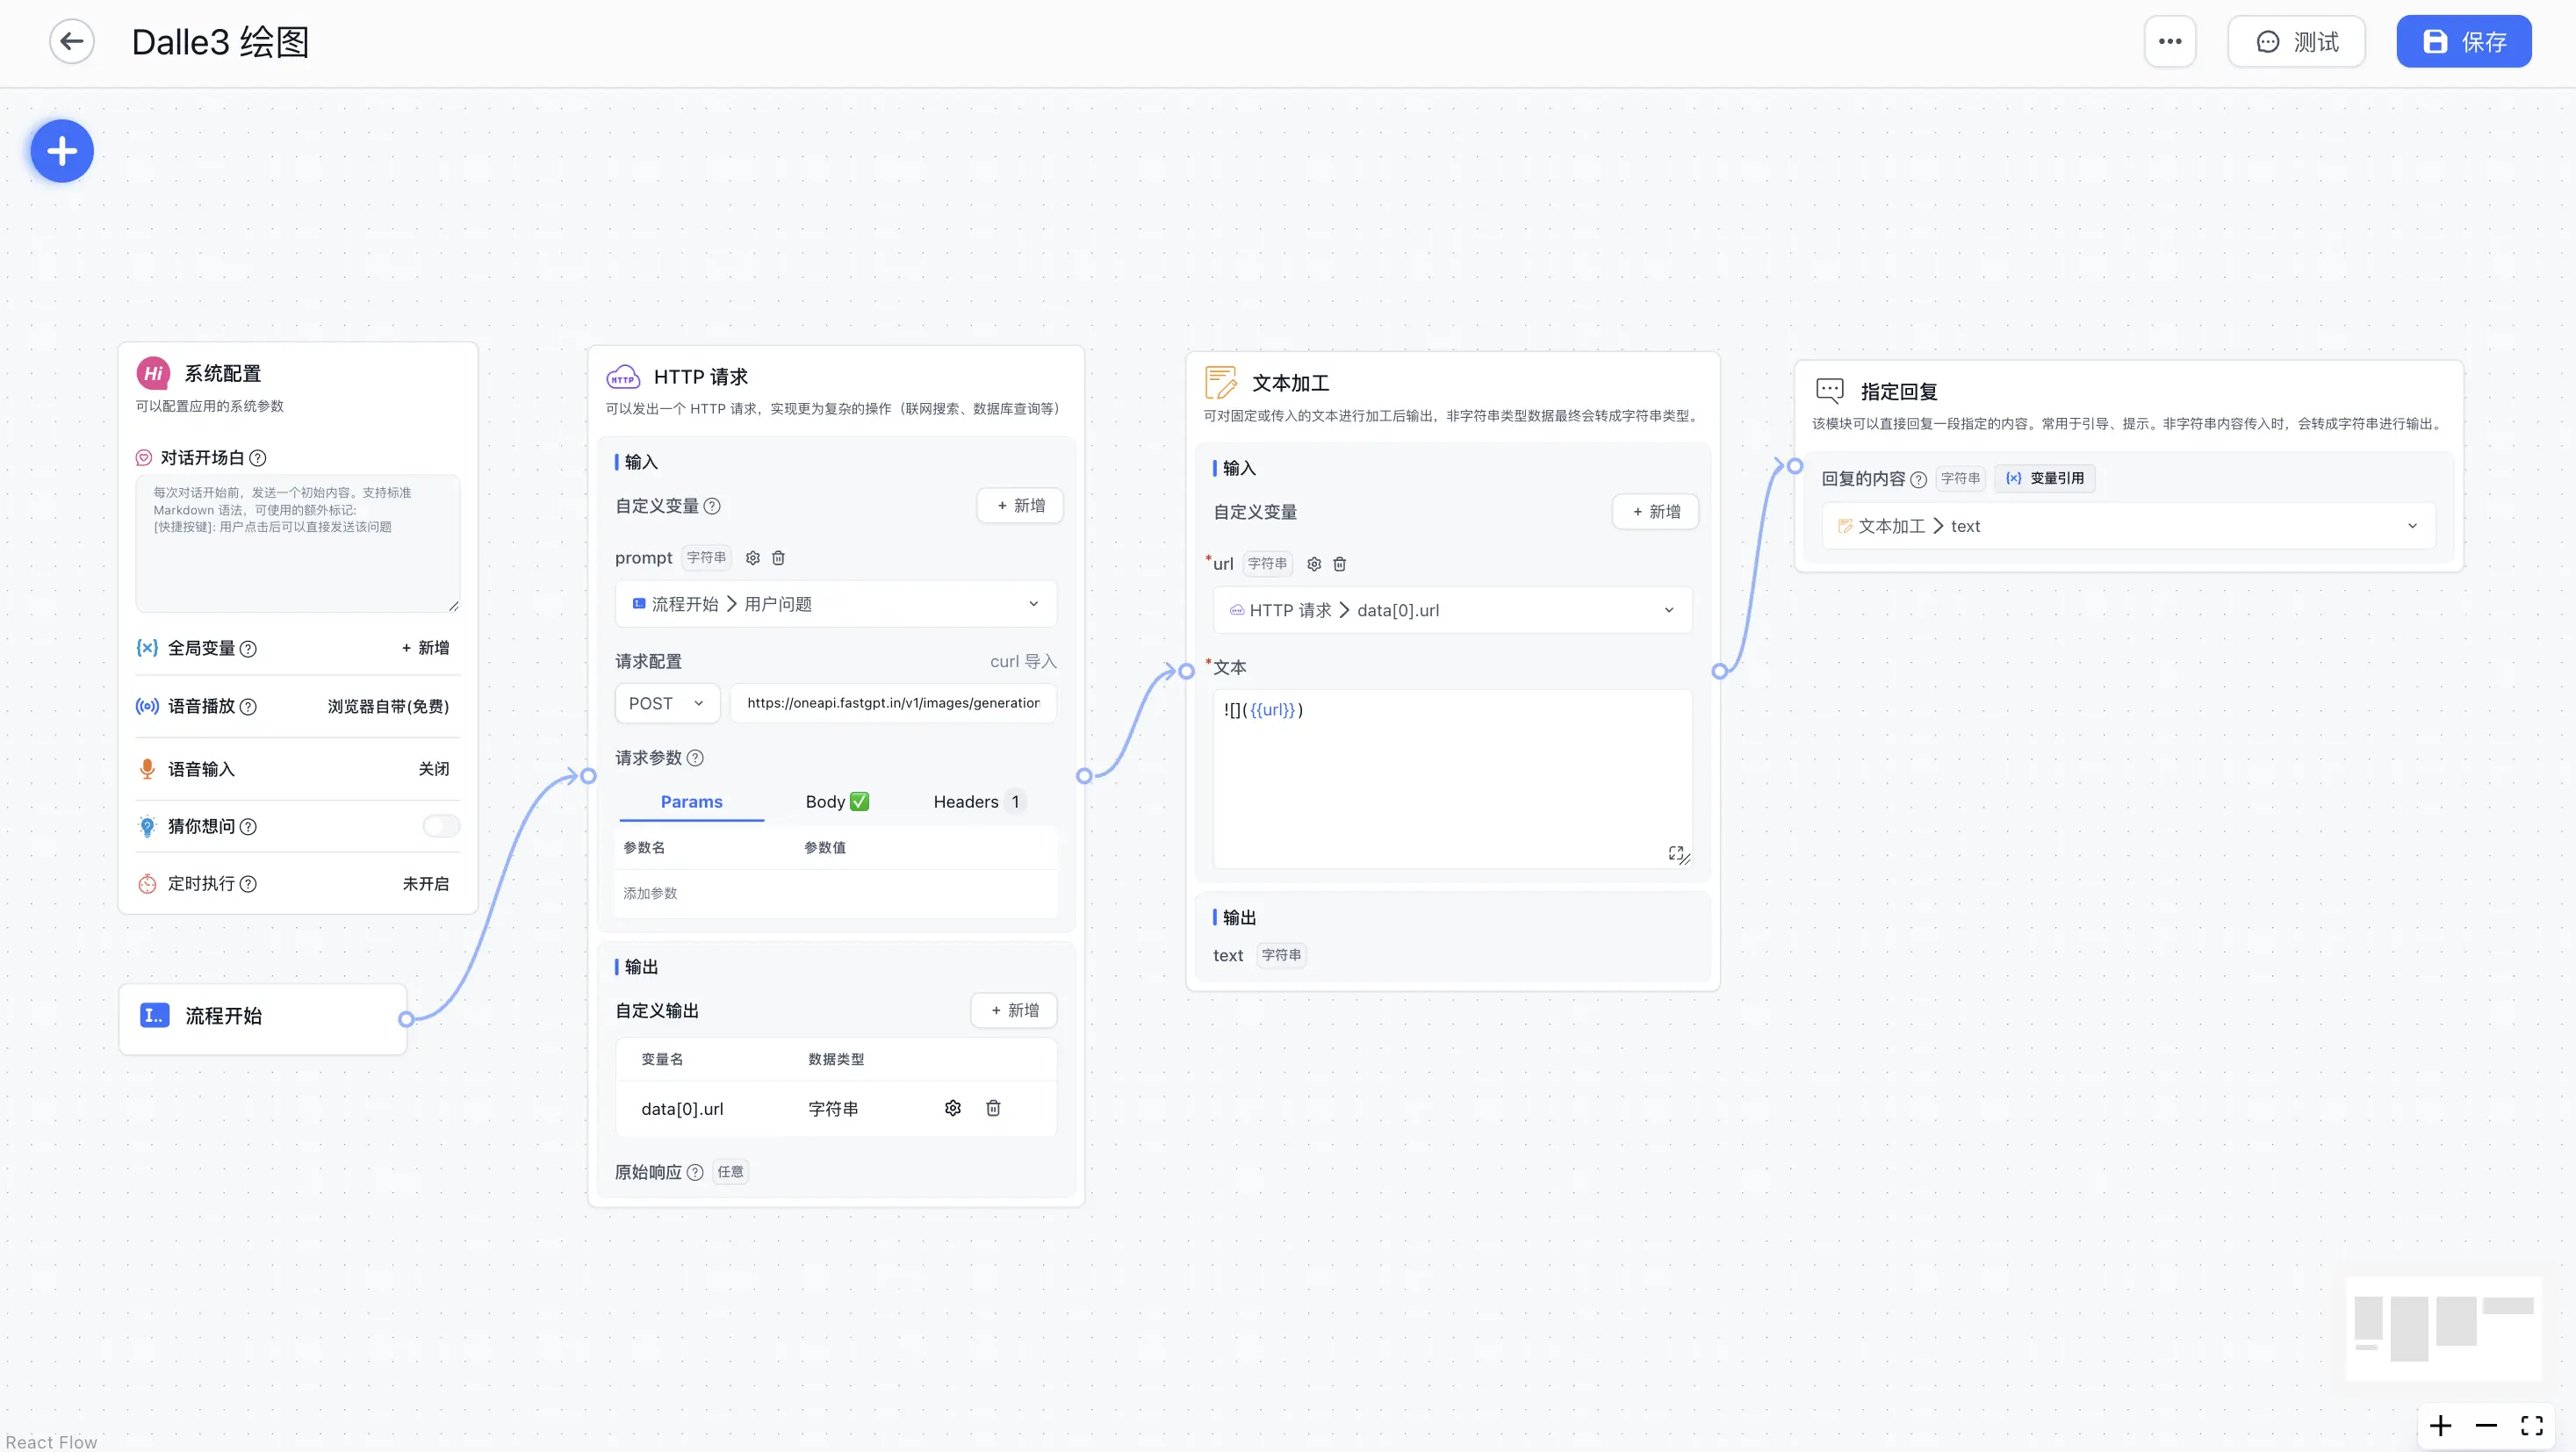 Dalle3 绘图
测试
保存
Hi
系统配置
可以配置应用的系统参数
对话开场白
每次对话开始前，发送一个初始内容。支持标准
Markdown 语法，可使用的额外标记:
[快捷按键]: 用户点击后可以直接发送该问题
全局变量
+ 新增
语音播放
浏览器自带(免费)
语音输入
关闭
猜你想问
定时执行
未开启
流程开始
HTTP 请求
可以发出一个 HTTP 请求，实现更为复杂的操作（联网搜索、数据库查询等）
输入
自定义变量
+ 新增
prompt 字符串
流程开始 > 用户问题
请求配置
curl 导入
POST
https://oneapi.fastgpt.in/v1/images/generation
请求参数
Params
Body ✅
Headers 1
参数名
参数值
添加参数
输出
自定义输出
+ 新增
变量名
数据类型
data[0].url
字符串
原始响应 任意
文本加工
可对固定或传入的文本进行加工后输出，非字符串类型数据最终会转成字符串类型。
输入
自定义变量
+ 新增
*url 字符串
HTTP 请求 > data[0].url
*文本
![]({{url}})
输出
text 字符串
指定回复
该模块可以直接回复一段指定的内容。常用于引导、提示。非字符串内容传入时，会转成字符串进行输出。
回复的内容 字符串 变量引用
文本加工 > text
React Flow